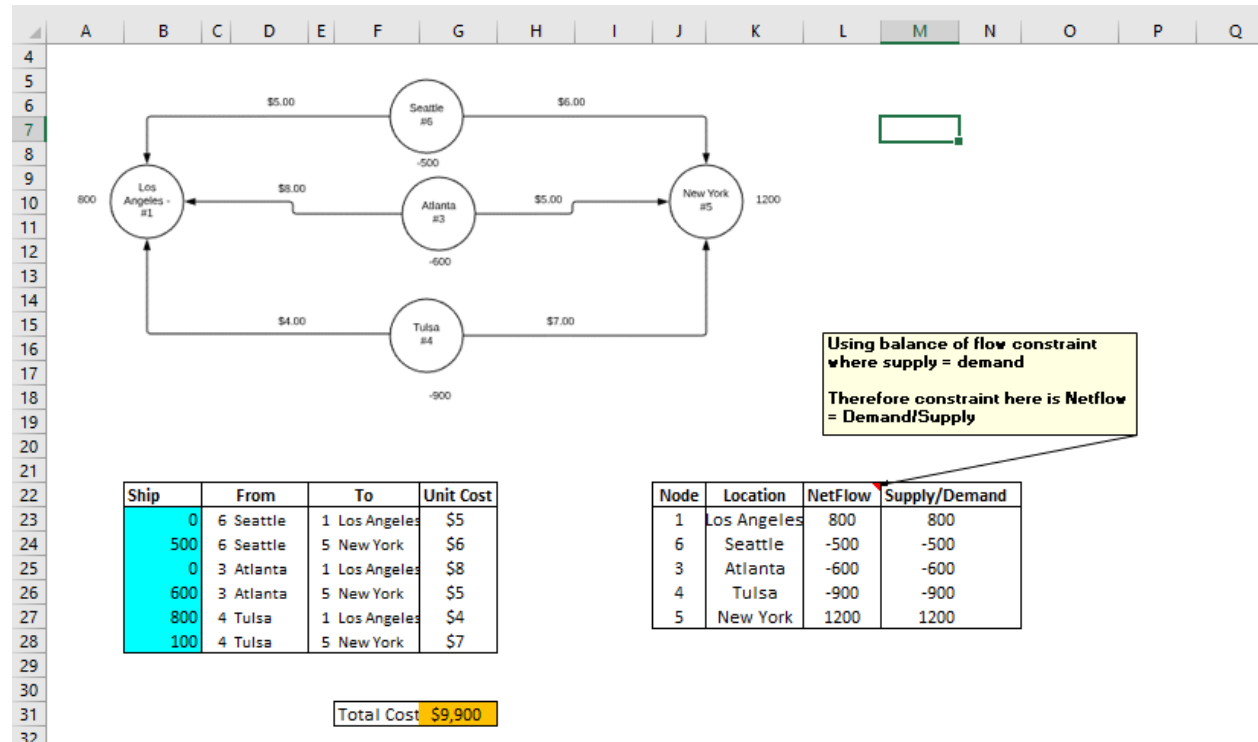 A B C D E F G H I J K L M N O P Q
4
5
6 $5.00 Seattle $6.00
#6
7
8
-500
9 Los
800 Angeles - $8.00 Atlanta $5.00 New York 1200
10 #1 #3 #5
11
12 -600
13
14
15 $4.00 Tulsa $7.00
16 #4 Using balance of flow constraint
17 where supply = demand
18 -900 Therefore constraint here is Netflow
19 = Demand/Supply
20
21
22 Ship From To Unit Cost Node Location NetFlow Supply/Demand
23 0 6 Seattle 1 Los Angeles $5 1 Los Angeles 800 800
24 500 6 Seattle 5 New York $6 6 Seattle -500 -500
25 0 3 Atlanta 1 Los Angeles $8 3 Atlanta -600 -600
26 600 3 Atlanta 5 New York $5 4 Tulsa -900 -900
27 800 4 Tulsa 1 Los Angeles $4 5 New York 1200 1200
28 100 4 Tulsa 5 New York $7
29
30
31 Total Cost $9,900
32